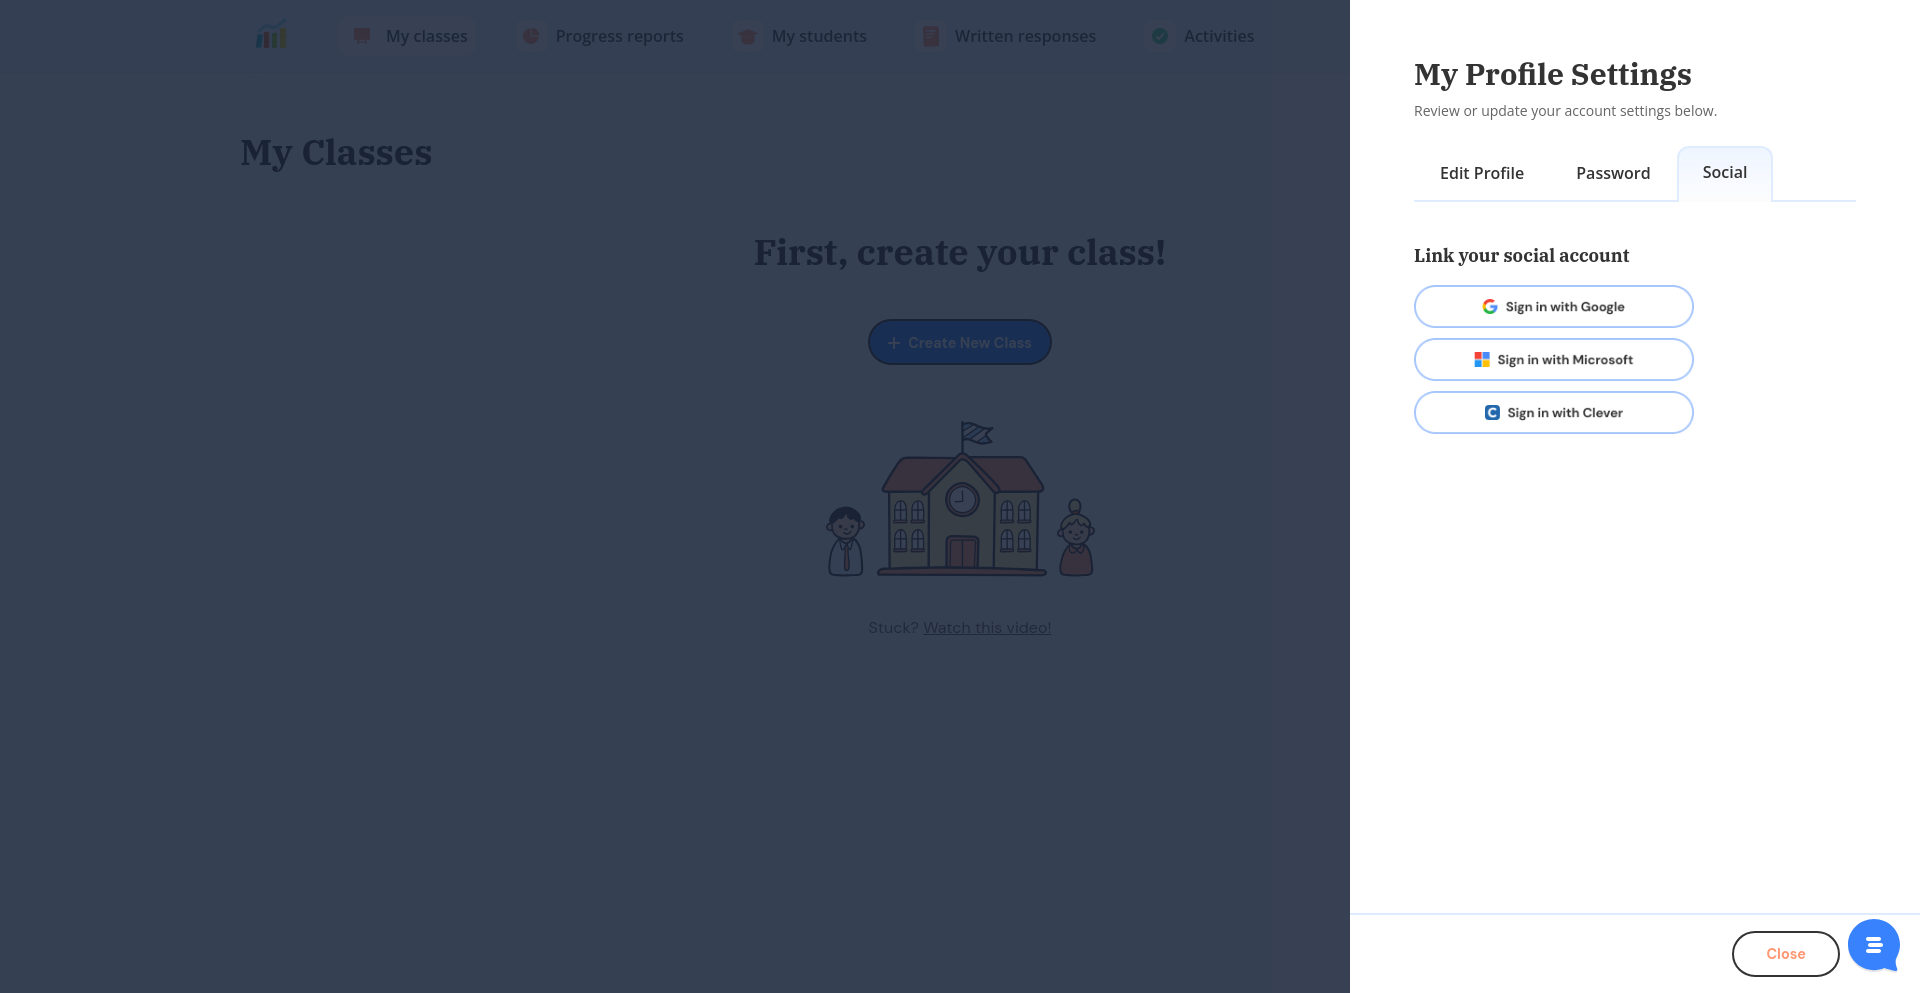 My classes
Progress reports
My students
Written responses
Activities
My Classes
First, create your class!
+ Create New Class
Stuck? Watch this video!
My Profile Settings
Review or update your account settings below.
Edit Profile
Password
Social
Link your social account
Sign in with Google
Sign in with Microsoft
C Sign in with Clever
Close